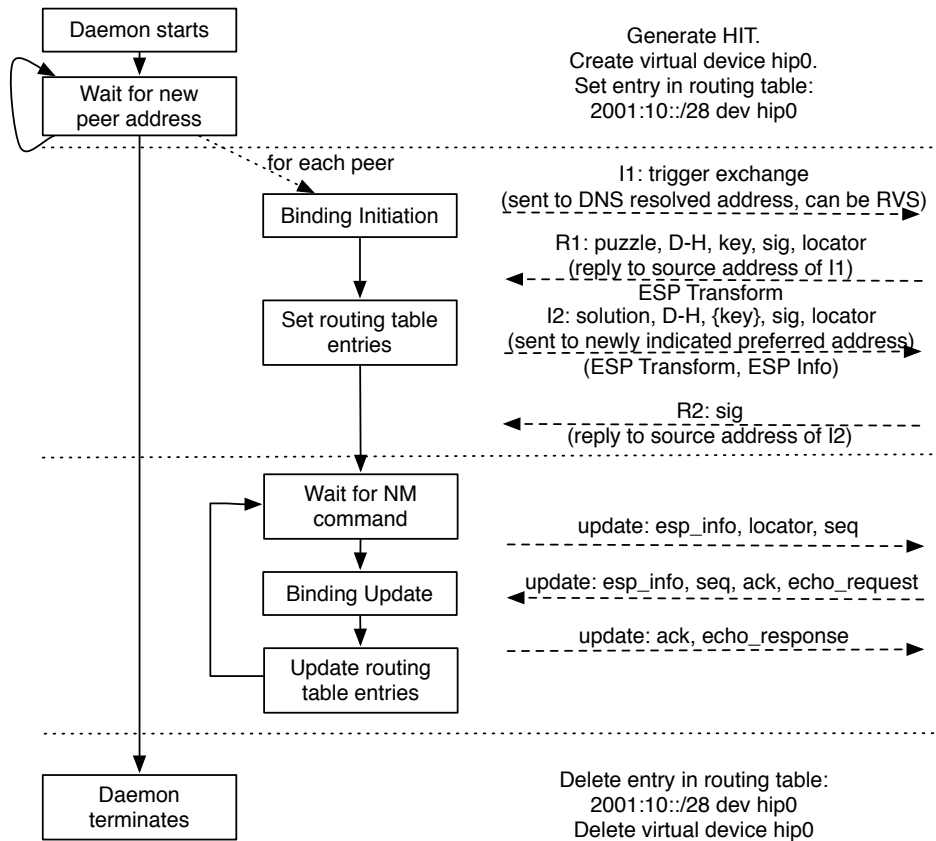 Daemon starts
Generate HIT.
Create virtual device hip0.
Set entry in routing table:
2001:10::/28 dev hip0
Wait for new
peer address
for each peer
Binding Initiation
I1: trigger exchange
(sent to DNS resolved address, can be RVS)
R1: puzzle, D-H, key, sig, locator
(reply to source address of I1)
ESP Transform
Set routing table
entries
I2: solution, D-H, {key}, sig, locator
(sent to newly indicated preferred address)
(ESP Transform, ESP Info)
R2: sig
(reply to source address of I2)
Wait for NM
command
update: esp_info, locator, seq
Binding Update
update: esp_info, seq, ack, echo_request
update: ack, echo_response
Update routing
table entries
Daemon
terminates
Delete entry in routing table:
2001:10::/28 dev hip0
Delete virtual device hip0